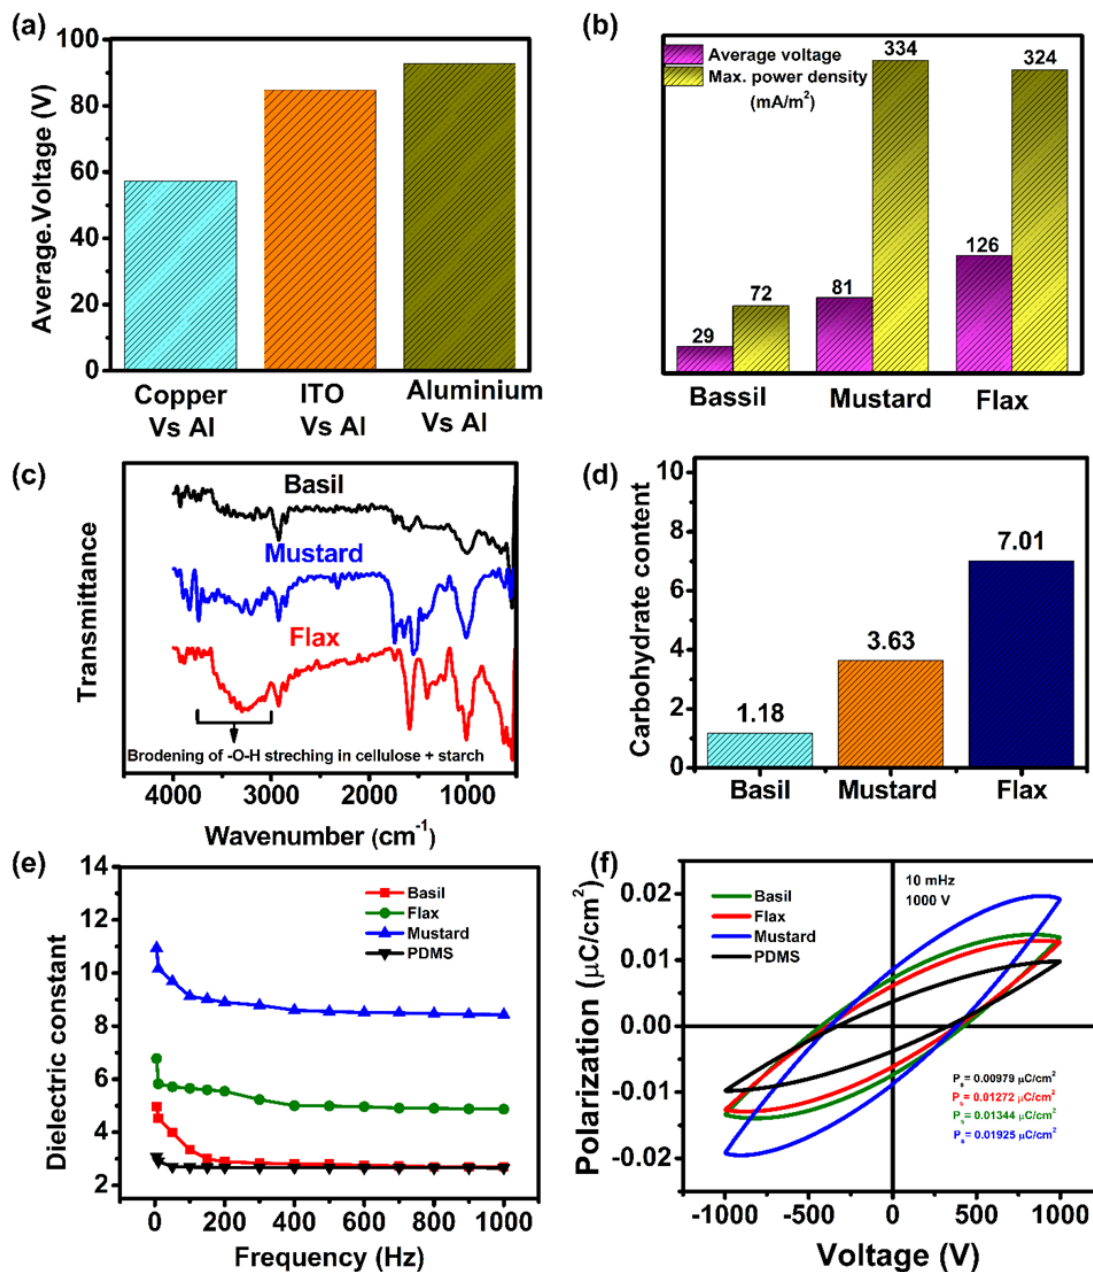 (a)
100
80
60
40
20
0
Average.Voltage (V)
Copper
Vs Al
ITO
Vs Al
Aluminium
Vs Al
(b)
Average voltage
Max. power density
(mA/m²)
29
72
81
334
126
324
Bassil
Mustard
Flax
(c)
Transmittance
Basil
Mustard
Flax
Brodening of -O-H streching in cellulose + starch
4000
3000
2000
1000
Wavenumber (cm⁻¹)
(d)
10
8
6
4
2
0
Carbohydrate content
1.18
3.63
7.01
Basil
Mustard
Flax
(e)
14
12
10
8
6
4
2
Dielectric constant
Basil
Flax
Mustard
PDMS
0
200
400
600
800
1000
Frequency (Hz)
(f)
0.02
0.01
0.00
-0.01
-0.02
Polarization (μC/cm²)
Basil
Flax
Mustard
PDMS
10 mHz
1000 V
Pₛ= 0.00979 μC/cm²
Pₛ= 0.01272 μC/cm²
Pₛ= 0.01344 μC/cm²
Pₛ= 0.01925 μC/cm²
-1000
-500
0
500
1000
Voltage (V)